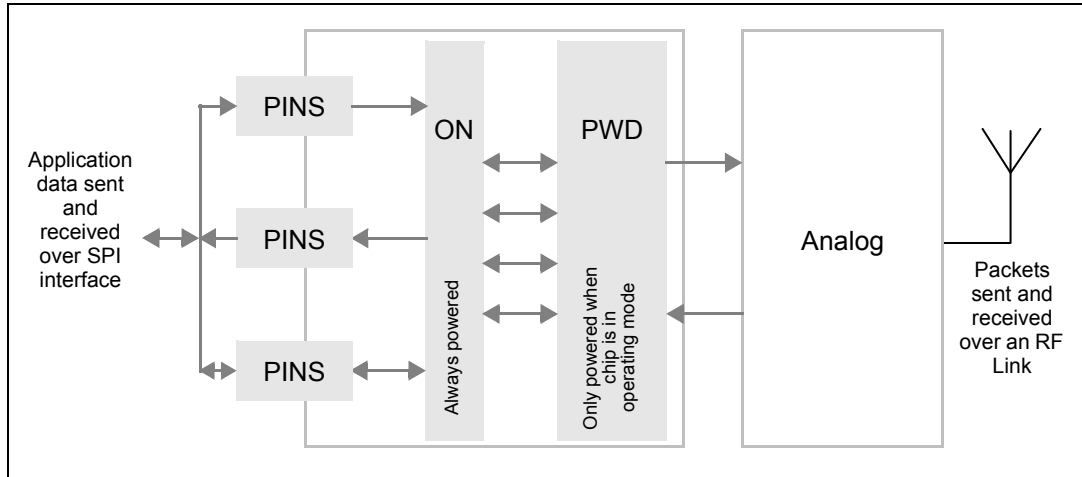 Application
data sent
and
received
over SPI
interface
PINS
PINS
PINS
ON
Always powered
PWD
Only powered when
chip is in
operating mode
Analog
Packets
sent and
received
over an RF
Link